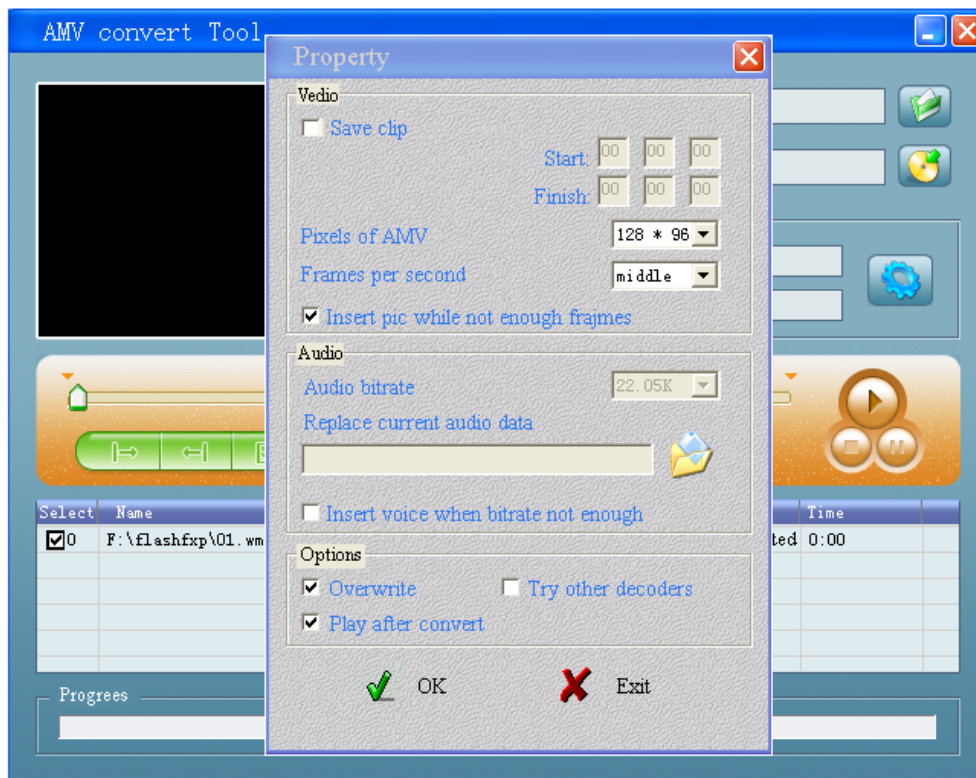 AMV convert Tool
Property
Vedio
Save clip
Start: 00 00 00
Finish: 00 00 00
Pixels of AMV 128 * 96
Frames per second middle
Insert pic while not enough frajmes
Audio
Audio bitrate 22.05K
Replace current audio data
Insert voice when bitrate not enough
Select Name Time
0 F:\flashfxp\01.wm ted 0:00
Options
Overwrite Try other decoders
Play after convert
OK Exit
Progrees